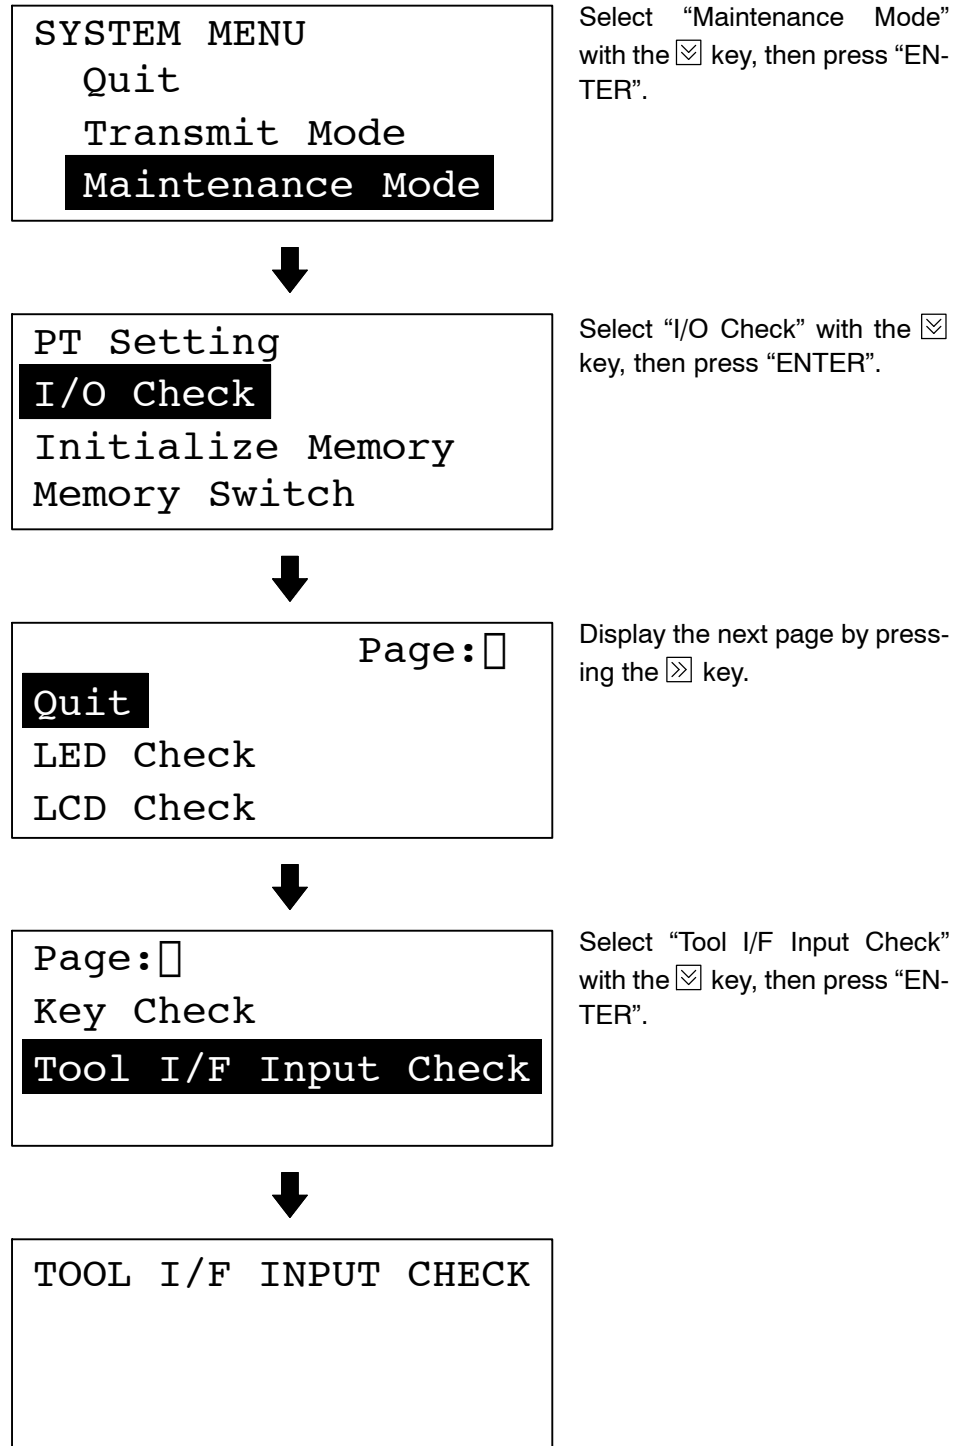 SYSTEM MENU
Quit
Transmit Mode
Maintenance Mode
Select “Maintenance Mode”
with the key, then press “EN-
TER”.
PT Setting
I/O Check
Initialize Memory
Memory Switch
Select “I/O Check” with the
key, then press “ENTER”.
Page:
Quit
LED Check
LCD Check
Display the next page by press-
ing the key.
Page:
Key Check
Tool I/F Input Check
Select “Tool I/F Input Check”
with the key, then press “EN-
TER”.
TOOL I/F INPUT CHECK